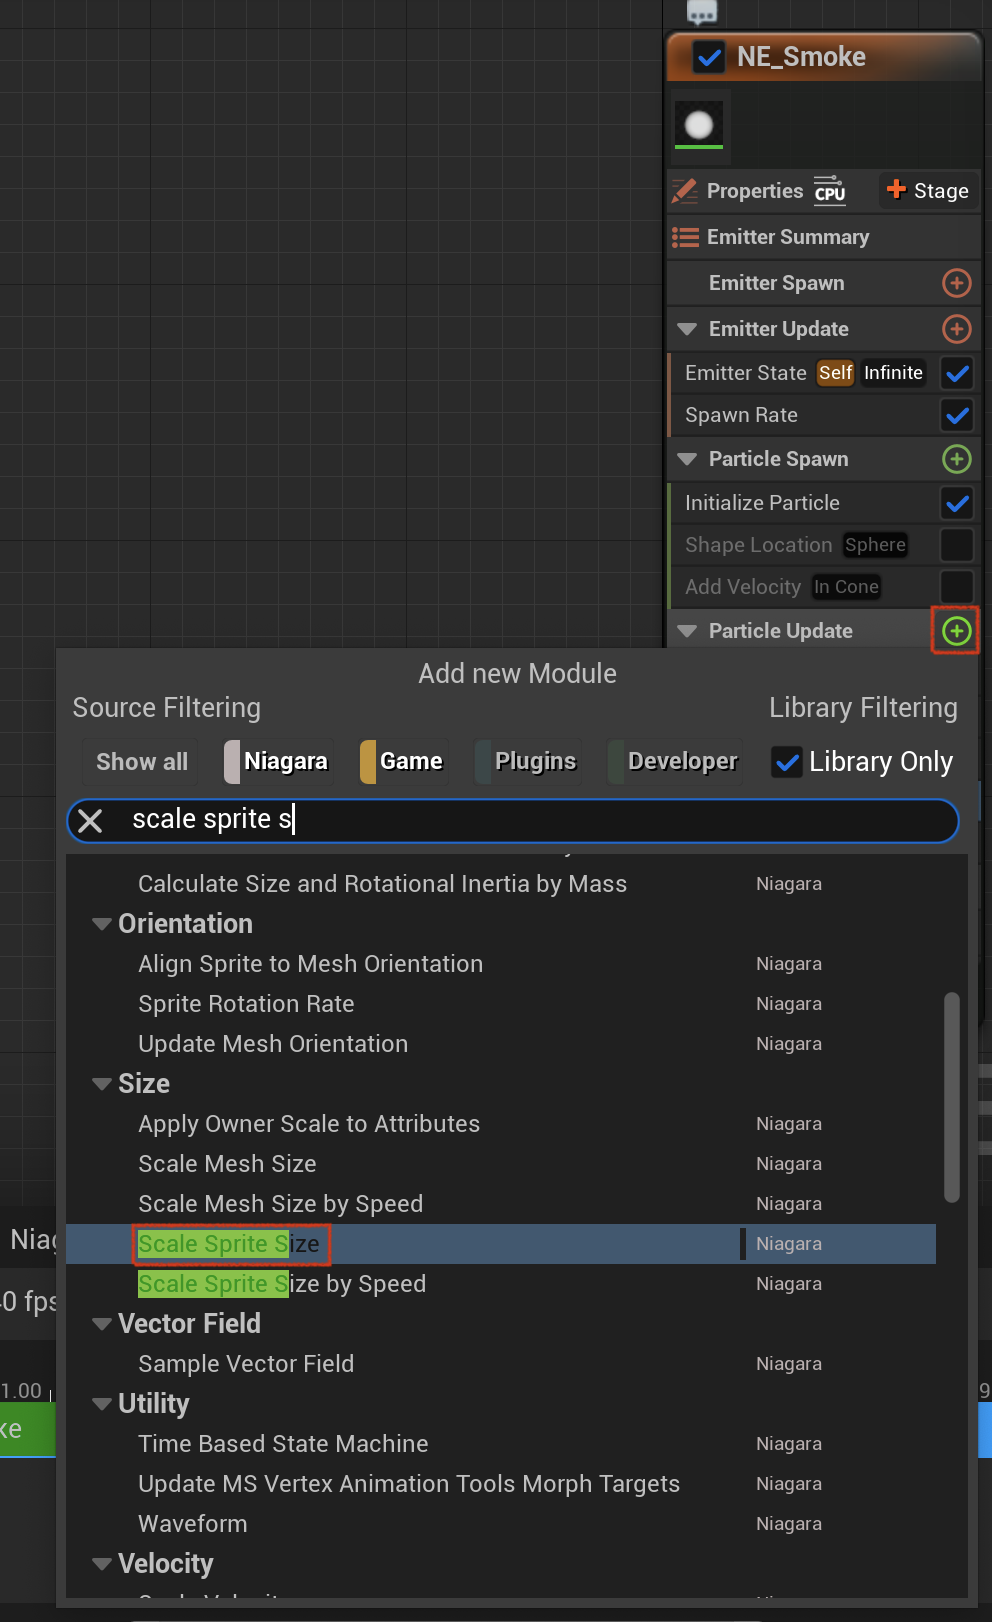 NE_Smoke
Properties CPU Stage
Emitter Summary
Emitter Spawn
Emitter Update
Emitter State Self Infinite
Spawn Rate
Particle Spawn
Initialize Particle
Shape Location Sphere
Add Velocity In Cone
Particle Update
Add new Module
Source Filtering Library Filtering
Show all Niagara Game Plugins Developer Library Only
scale sprite s
Calculate Size and Rotational Inertia by Mass Niagara
Orientation
Align Sprite to Mesh Orientation Niagara
Sprite Rotation Rate Niagara
Update Mesh Orientation Niagara
Size
Apply Owner Scale to Attributes Niagara
Scale Mesh Size Niagara
Scale Mesh Size by Speed Niagara
Scale Sprite Size Niagara
Scale Sprite Size by Speed Niagara
Vector Field
Sample Vector Field Niagara
Utility
Time Based State Machine Niagara
Update MS Vertex Animation Tools Morph Targets Niagara
Waveform Niagara
Velocity
0 fps
1.00
ke
9